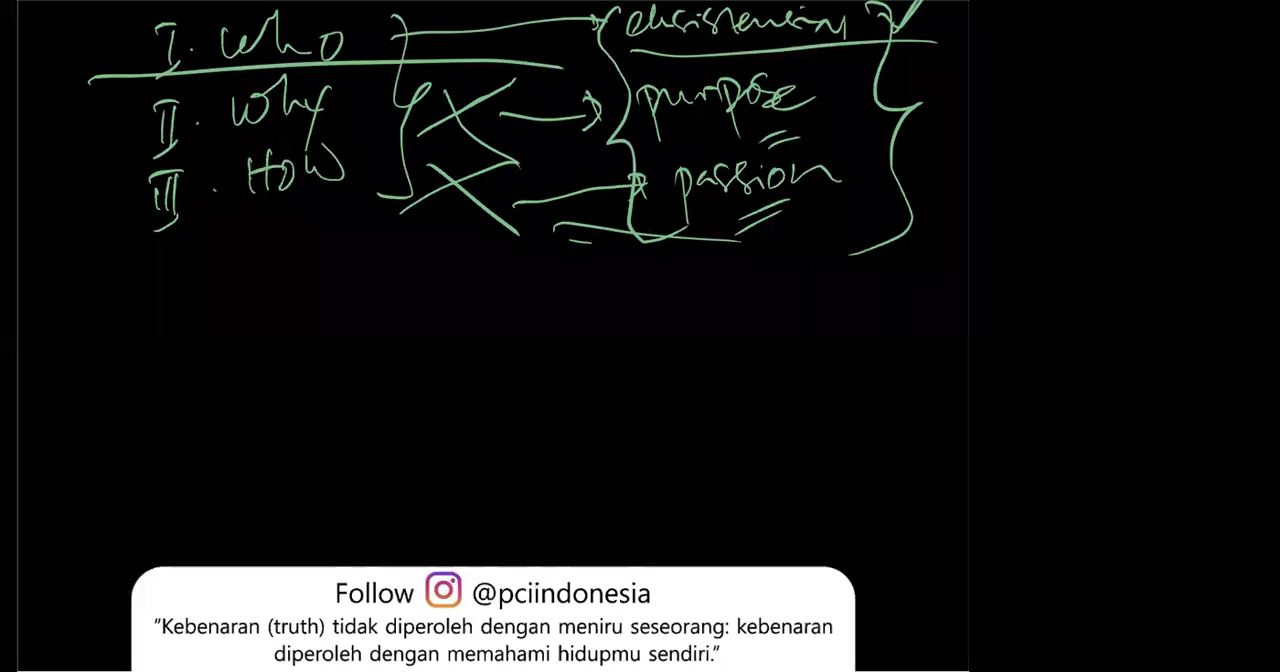 I. Who eksistensial
II. Why purpose
III. How passion
Follow @pciindonesia
"Kebenaran (truth) tidak diperoleh dengan meniru seseorang: kebenaran
diperoleh dengan memahami hidupmu sendiri."